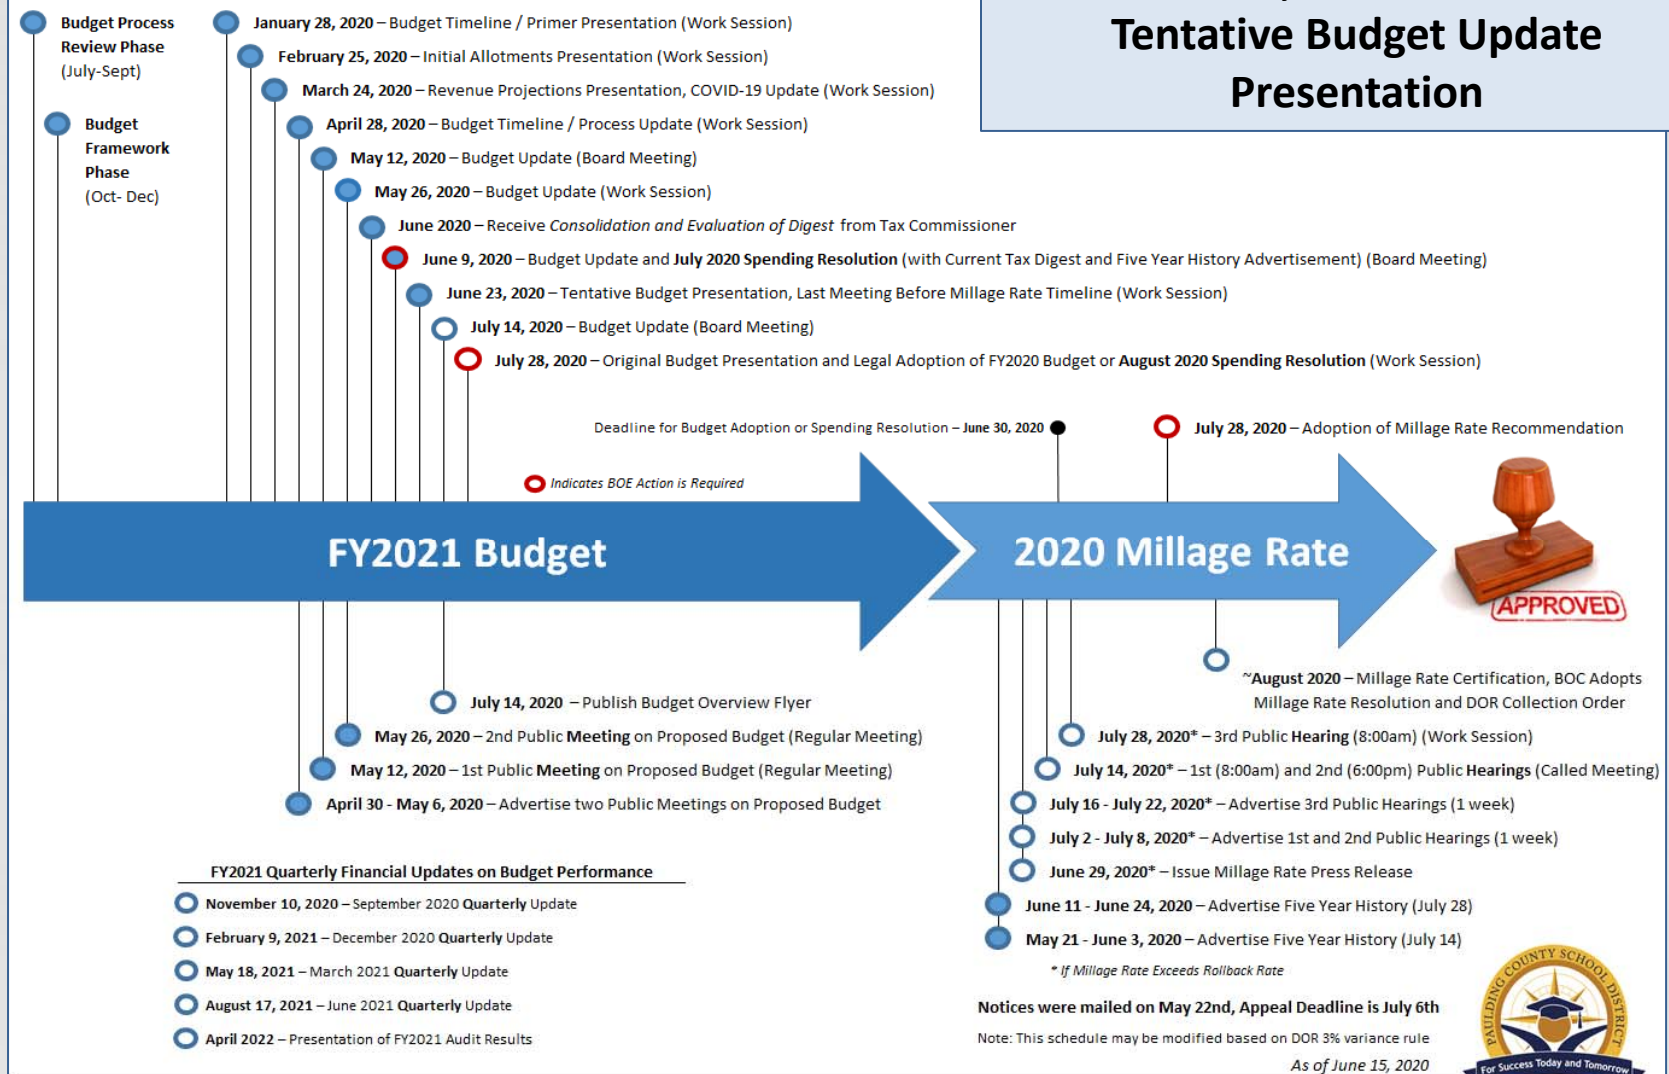 Tentative Budget Update
Presentation
Budget Process
Review Phase
(July-Sept)
Budget
Framework
Phase
(Oct- Dec)
January 28, 2020 – Budget Timeline / Primer Presentation (Work Session)
February 25, 2020 – Initial Allotments Presentation (Work Session)
March 24, 2020 – Revenue Projections Presentation, COVID-19 Update (Work Session)
April 28, 2020 – Budget Timeline / Process Update (Work Session)
May 12, 2020 – Budget Update (Board Meeting)
May 26, 2020 – Budget Update (Work Session)
June 2020 – Receive Consolidation and Evaluation of Digest from Tax Commissioner
June 9, 2020 – Budget Update and July 2020 Spending Resolution (with Current Tax Digest and Five Year History Advertisement) (Board Meeting)
June 23, 2020 – Tentative Budget Presentation, Last Meeting Before Millage Rate Timeline (Work Session)
July 14, 2020 – Budget Update (Board Meeting)
July 28, 2020 – Original Budget Presentation and Legal Adoption of FY2020 Budget or August 2020 Spending Resolution (Work Session)
Deadline for Budget Adoption or Spending Resolution – June 30, 2020
July 28, 2020 – Adoption of Millage Rate Recommendation
Indicates BOE Action is Required
FY2021 Budget
2020 Millage Rate
APPROVED
July 14, 2020 – Publish Budget Overview Flyer
May 26, 2020 – 2nd Public Meeting on Proposed Budget (Regular Meeting)
May 12, 2020 – 1st Public Meeting on Proposed Budget (Regular Meeting)
April 30 - May 6, 2020 – Advertise two Public Meetings on Proposed Budget
~August 2020 – Millage Rate Certification, BOC Adopts
Millage Rate Resolution and DOR Collection Order
July 28, 2020* – 3rd Public Hearing (8:00am) (Work Session)
July 14, 2020* – 1st (8:00am) and 2nd (6:00pm) Public Hearings (Called Meeting)
July 16 - July 22, 2020* – Advertise 3rd Public Hearings (1 week)
July 2 - July 8, 2020* – Advertise 1st and 2nd Public Hearings (1 week)
June 29, 2020* – Issue Millage Rate Press Release
June 11 - June 24, 2020 – Advertise Five Year History (July 28)
May 21 - June 3, 2020 – Advertise Five Year History (July 14)
* If Millage Rate Exceeds Rollback Rate
Notices were mailed on May 22nd, Appeal Deadline is July 6th
Note: This schedule may be modified based on DOR 3% variance rule
As of June 15, 2020
FY2021 Quarterly Financial Updates on Budget Performance
November 10, 2020 – September 2020 Quarterly Update
February 9, 2021 – December 2020 Quarterly Update
May 18, 2021 – March 2021 Quarterly Update
August 17, 2021 – June 2021 Quarterly Update
April 2022 – Presentation of FY2021 Audit Results
PAULDING COUNTY SCHOOL DISTRICT
For Success Today and Tomorrow